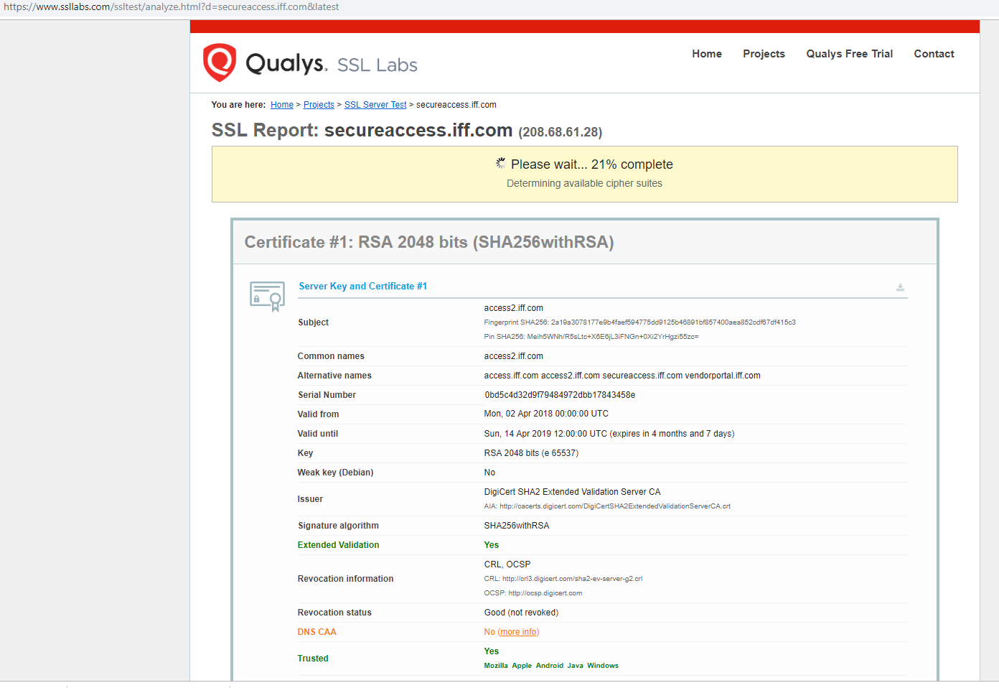 https://www.ssllabs.com/ssltest/analyze.html?d=secureaccess.iff.com&latest
Qualys. SSL Labs
Home Projects Qualys Free Trial Contact
You are here: Home > Projects > SSL Server Test > secureaccess.iff.com
SSL Report: secureaccess.iff.com (208.68.61.28)
Please wait... 21% complete
Determining available cipher suites
Certificate #1: RSA 2048 bits (SHA256withRSA)
Server Key and Certificate #1
Subject
access2.iff.com
Fingerprint SHA256: 2a19a3078177e9b4faef594775dd9125b46891bf857400aea852cdf67df415c3
Pin SHA256: Meih5WNh/R5sLtc+X6E6jL3iFNGn+0Xi2YrHgzi55zc=
Common names access2.iff.com
Alternative names access.iff.com access2.iff.com secureaccess.iff.com vendorportal.iff.com
Serial Number 0bd5c4d32d9f79484972dbb17843458e
Valid from Mon, 02 Apr 2018 00:00:00 UTC
Valid until Sun, 14 Apr 2019 12:00:00 UTC (expires in 4 months and 7 days)
Key RSA 2048 bits (e 65537)
Weak key (Debian) No
Issuer
DigiCert SHA2 Extended Validation Server CA
AIA: http://cacerts.digicert.com/DigiCertSHA2ExtendedValidationServerCA.crt
Signature algorithm SHA256withRSA
Extended Validation Yes
Revocation information
CRL, OCSP
CRL: http://crl3.digicert.com/sha2-ev-server-g2.crl
OCSP: http://ocsp.digicert.com
Revocation status Good (not revoked)
DNS CAA No (more info)
Trusted
Yes
Mozilla Apple Android Java Windows